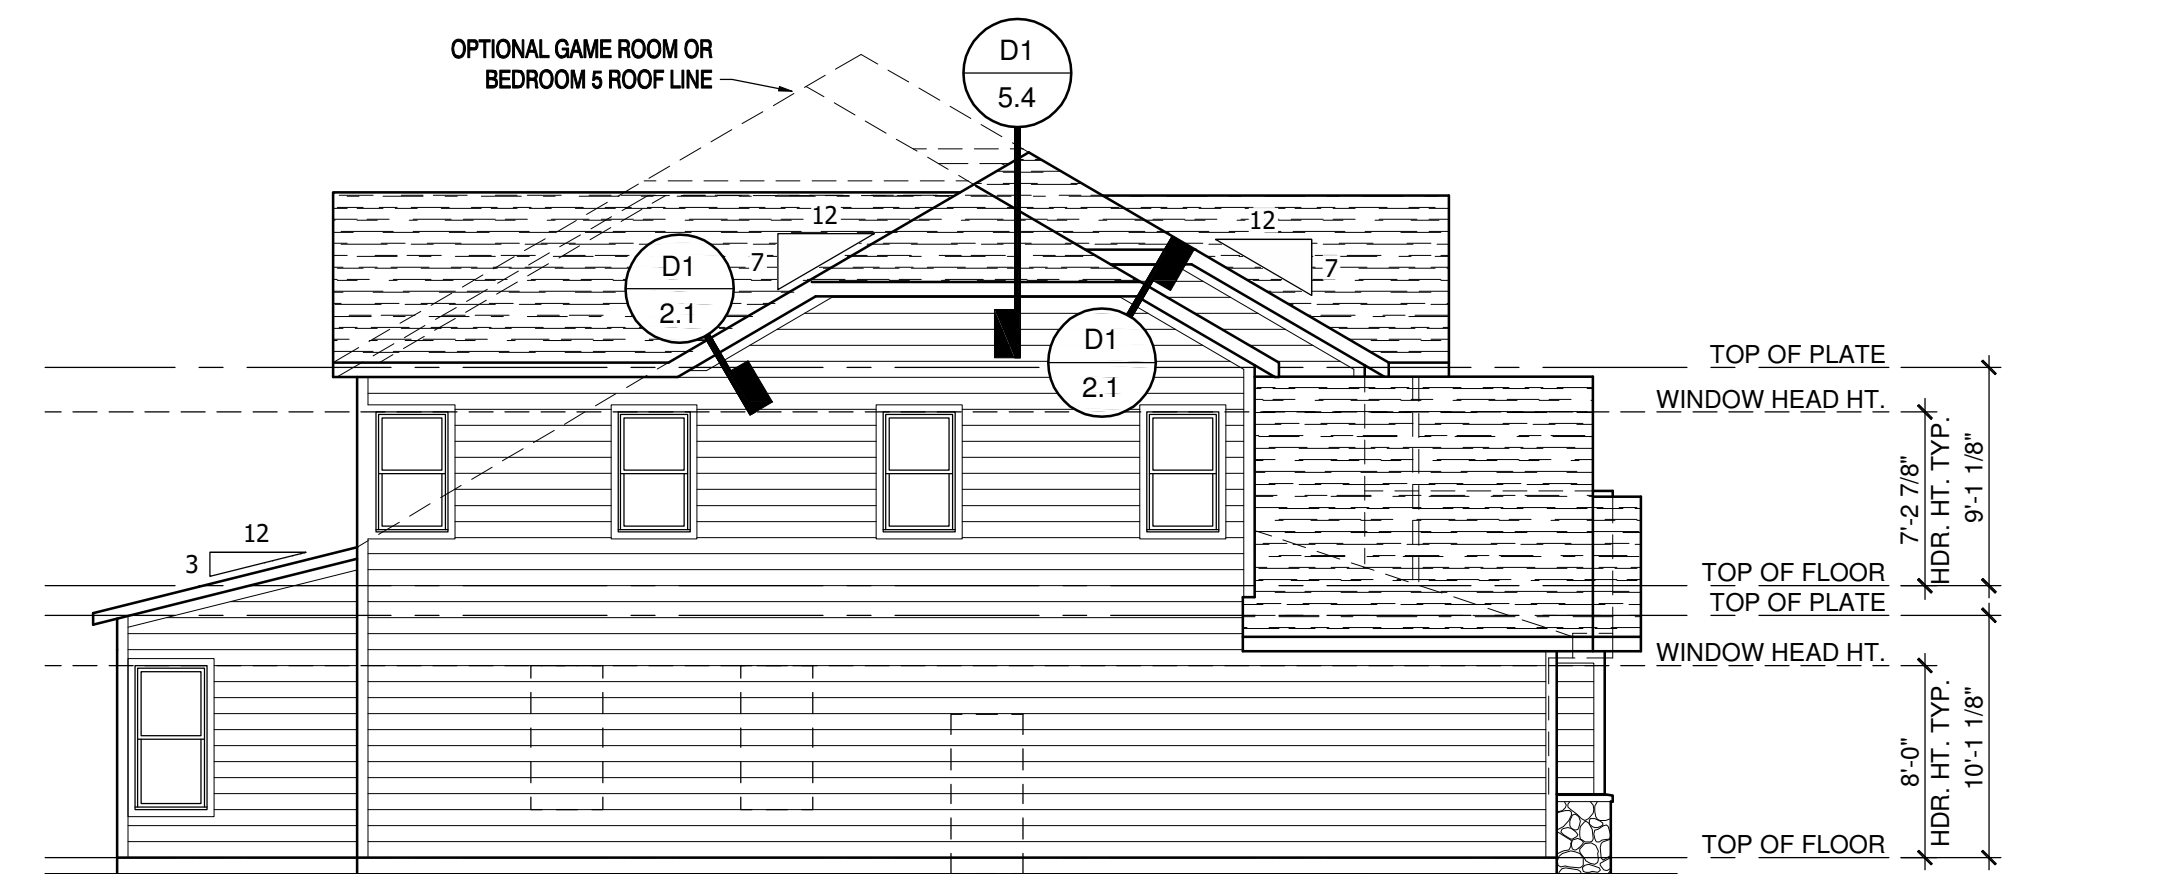 OPTIONAL GAME ROOM OR
BEDROOM 5 ROOF LINE
D1
5.4
12
7
12
7
D1
2.1
D1
2.1
TOP OF PLATE
WINDOW HEAD HT.
7'-2 7/8"
HDR. HT. TYP.
9'-1 1/8"
12
3
TOP OF FLOOR
TOP OF PLATE
WINDOW HEAD HT.
8'-0"
HDR. HT. TYP.
10'-1 1/8"
TOP OF FLOOR